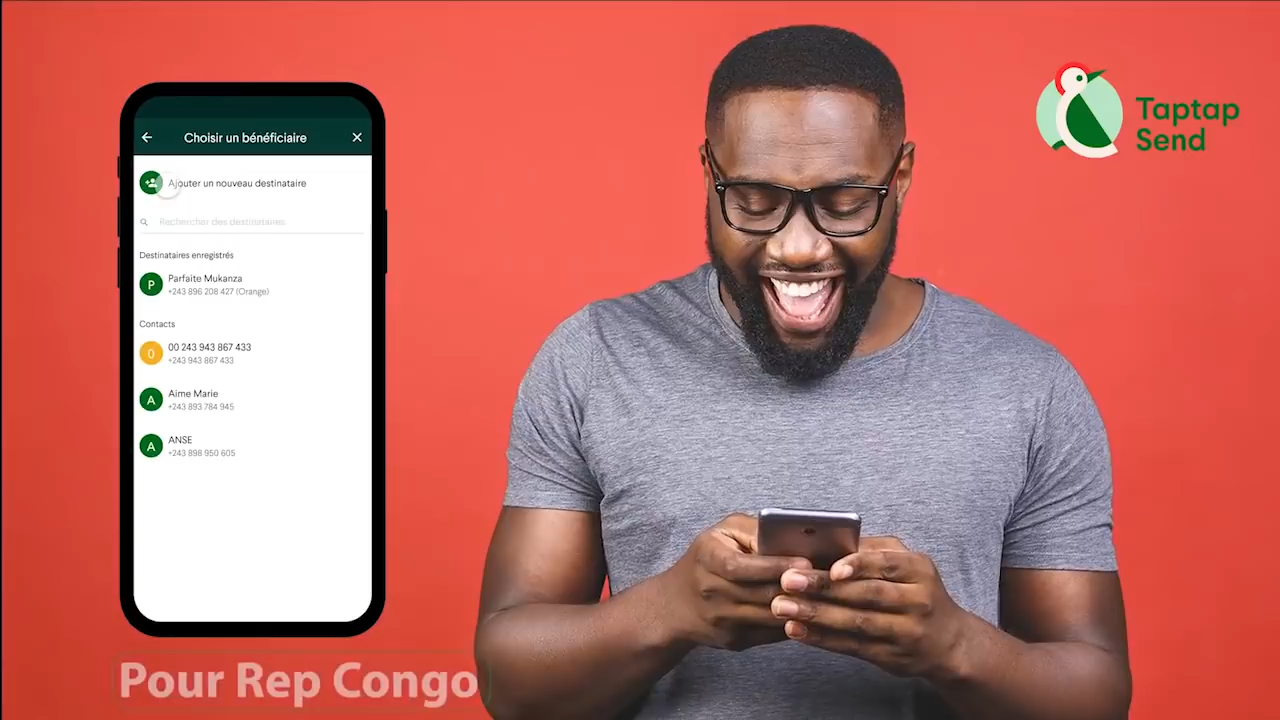 Choisir un bénéficiaire
Ajouter un nouveau destinataire
Rechercher des destinataires
Destinataires enregistrés
P
Parfaite Mukanza
+243 896 208 427 (Orange)
Contacts
0
00 243 943 867 433
+243 943 867 433
A
Aime Marie
+243 893 784 945
A
ANSE
+243 898 950 605
Taptap
Send
Pour Rep Congo